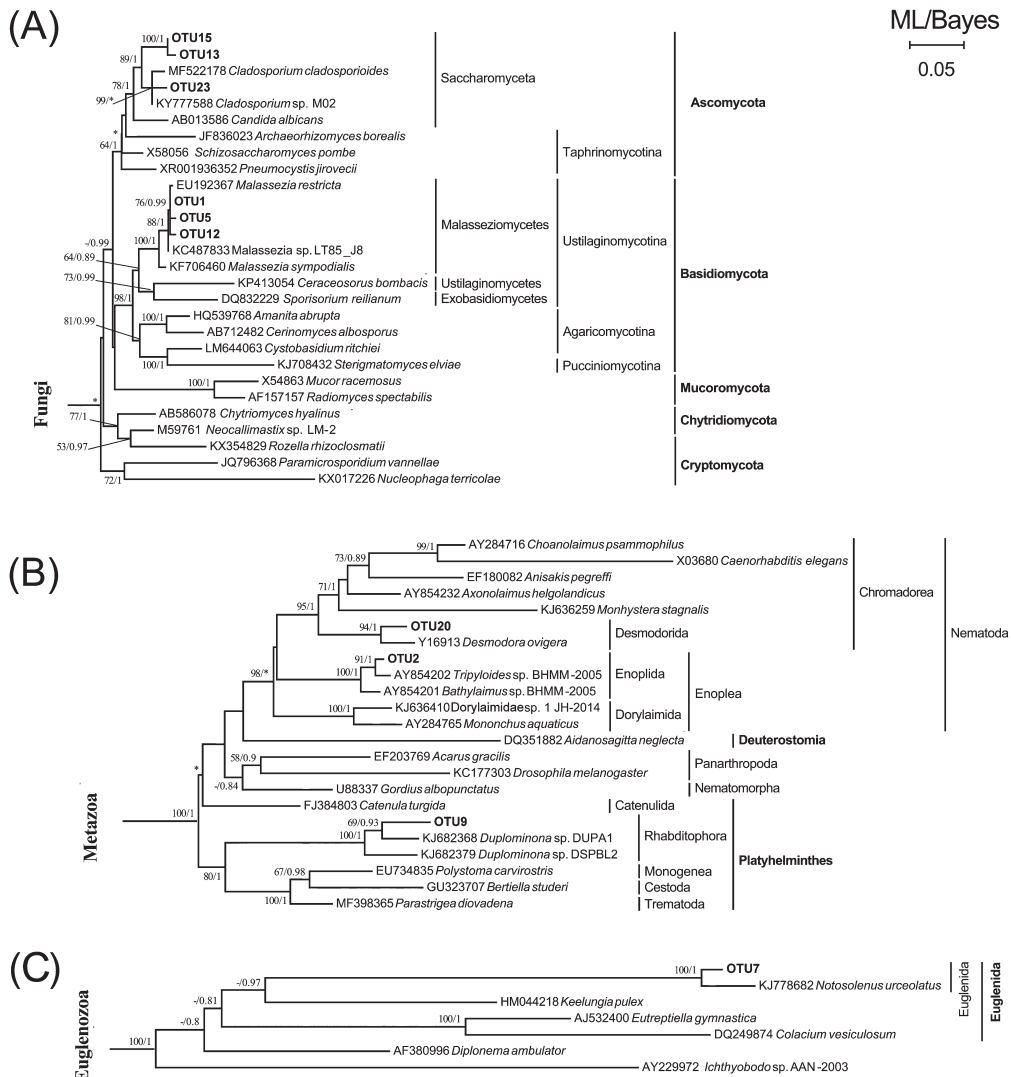 (A)
ML/Bayes
0.05
100/1
OTU15
OTU13
89/1
MF522178 Cladosporium cladosporioides
Saccharomyceta
78/1
OTU23
99/*
KY777588 Cladosporium sp. M02
Ascomycota
AB013586 Candida albicans
*
JF836023 Archaeorhizomyces borealis
64/1
X58056 Schizosaccharomyces pombe
Taphrinomycotina
XR001936352 Pneumocystis jirovecii
EU192367 Malassezia restricta
76/0.99
OTU1
OTU5
88/1
Malasseziomycetes
OTU12
100/1
Ustilaginomycotina
-/0.99
KC487833 Malassezia sp. LT85_J8
64/0.89
KF706460 Malassezia sympodialis
Basidiomycota
73/0.99
KP413054 Ceraceosorus bombacis
Ustilaginomycetes
98/1
DQ832229 Sporisorium reilianum
Exobasidiomycetes
81/0.99
100/1
HQ539768 Amanita abrupta
AB712482 Cerinomyces albosporus
Agaricomycotina
LM644063 Cystobasidium ritchiei
100/1
KJ708432 Sterigmatomyces elviae
Pucciniomycotina
100/1
X54863 Mucor racemosus
Mucoromycota
AF157157 Radiomyces spectabilis
Fungi
*
77/1
AB586078 Chytriomyces hyalinus
Chytridiomycota
M59761 Neocallimastix sp. LM-2
53/0.97
KX354829 Rozella rhizoclosmatii
JQ796368 Paramicrosporidium vannellae
Cryptomycota
72/1
KX017226 Nucleophaga terricolae
(B)
99/1
AY284716 Choanolaimus psammophilus
73/0.89
X03680 Caenorhabditis elegans
71/1
EF180082 Anisakis pegreffi
Chromadorea
AY854232 Axonolaimus helgolandicus
95/1
KJ636259 Monhystera stagnalis
94/1
OTU20
Desmodorida
Nematoda
Y16913 Desmodora ovigera
91/1
OTU2
98/*
100/1
AY854202 Tripyloides sp. BHMM-2005
Enoplida
AY854201 Bathylaimus sp. BHMM-2005
Enoplea
100/1
KJ636410Dorylaimidae sp. 1 JH-2014
Dorylaimida
AY284765 Mononchus aquaticus
DQ351882 Aidanosagitta neglecta
Deuterostomia
58/0.9
EF203769 Acarus gracilis
Panarthropoda
*
KC177303 Drosophila melanogaster
-/0.84
U88337 Gordius albopunctatus
Nematomorpha
Metazoa
100/1
FJ384803 Catenula turgida
Catenulida
69/0.93
OTU9
100/1
KJ682368 Duplominona sp. DUPA1
Rhabditophora
KJ682379 Duplominona sp. DSPBL2
Platyhelminthes
80/1
67/0.98
EU734835 Polystoma carvirostris
Monogenea
GU323707 Bertiella studeri
Cestoda
100/1
MF398365 Parastrigea diovadena
Trematoda
(C)
100/1
OTU7
-/0.97
KJ778682 Notosolenus urceolatus
Euglenida
Euglenida
-/0.81
HM044218 Keelungia pulex
-/0.8
100/1
AJ532400 Eutreptiella gymnastica
DQ249874 Colacium vesiculosum
Euglenozoa
100/1
AF380996 Diplonema ambulator
AY229972 Ichthyobodo sp. AAN-2003